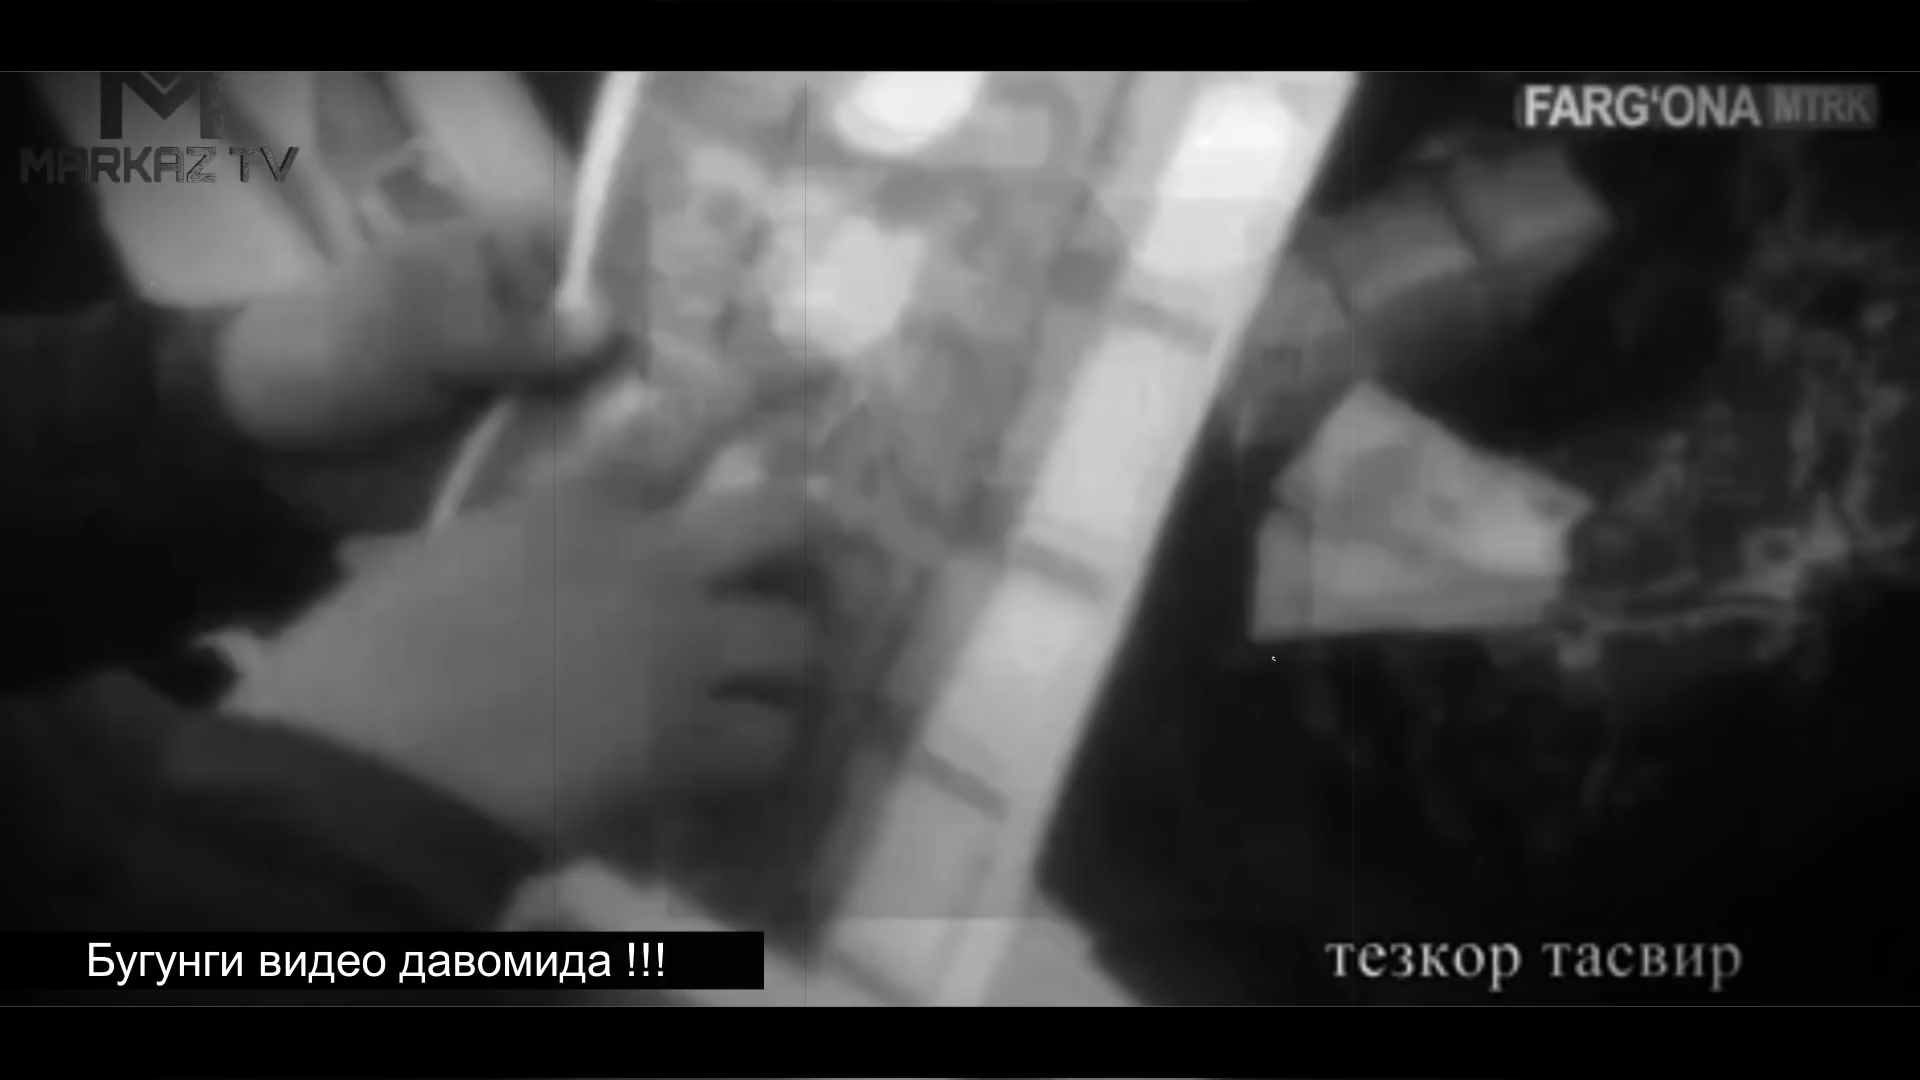 M
MARKAZ TV
FARG‘ONA MTRK
Бугунги видео давомида !!!
тезкор тасвир